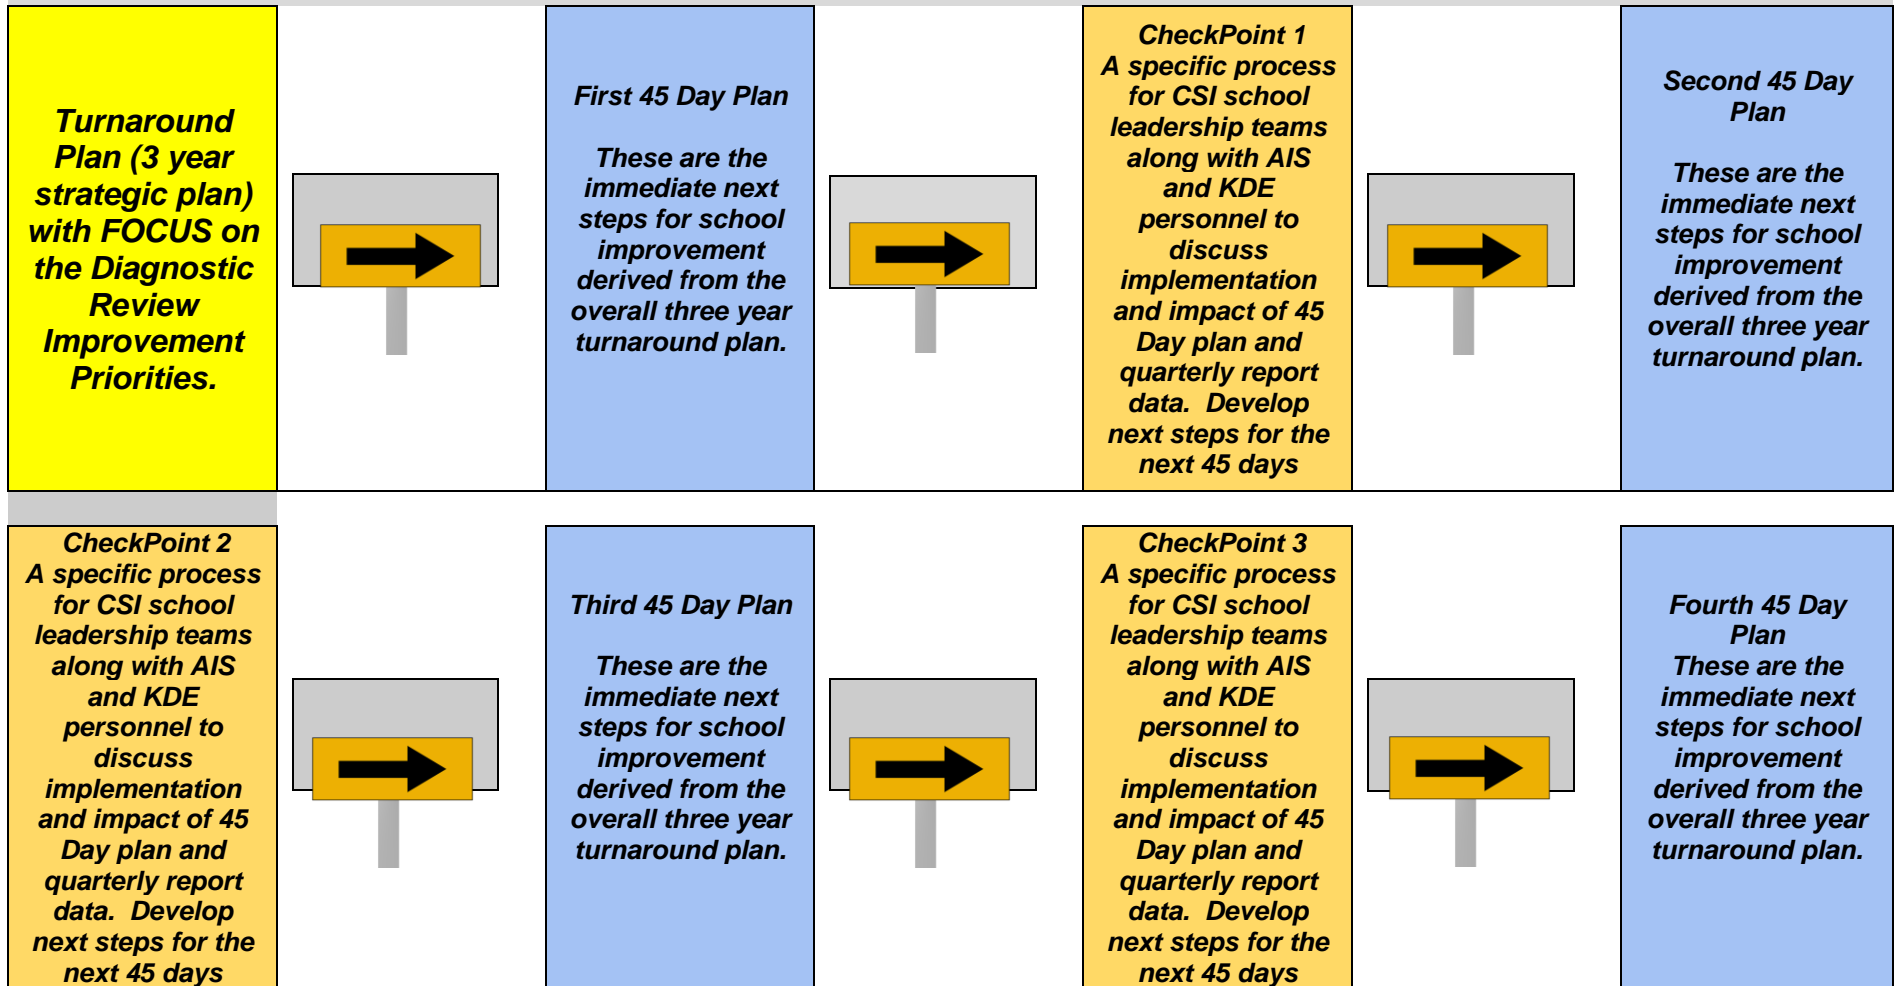 Turnaround
Plan (3 year
strategic plan)
with FOCUS on
the Diagnostic
Review
Improvement
Priorities.
First 45 Day Plan
These are the
immediate next
steps for school
improvement
derived from the
overall three year
turnaround plan.
CheckPoint 1
A specific process
for CSI school
leadership teams
along with AIS
and KDE
personnel to
discuss
implementation
and impact of 45
Day plan and
quarterly report
data. Develop
next steps for the
next 45 days
Second 45 Day
Plan
These are the
immediate next
steps for school
improvement
derived from the
overall three year
turnaround plan.
CheckPoint 2
A specific process
for CSI school
leadership teams
along with AIS
and KDE
personnel to
discuss
implementation
and impact of 45
Day plan and
quarterly report
data. Develop
next steps for the
next 45 days
Third 45 Day Plan
These are the
immediate next
steps for school
improvement
derived from the
overall three year
turnaround plan.
CheckPoint 3
A specific process
for CSI school
leadership teams
along with AIS
and KDE
personnel to
discuss
implementation
and impact of 45
Day plan and
quarterly report
data. Develop
next steps for the
next 45 days
Fourth 45 Day
Plan
These are the
immediate next
steps for school
improvement
derived from the
overall three year
turnaround plan.